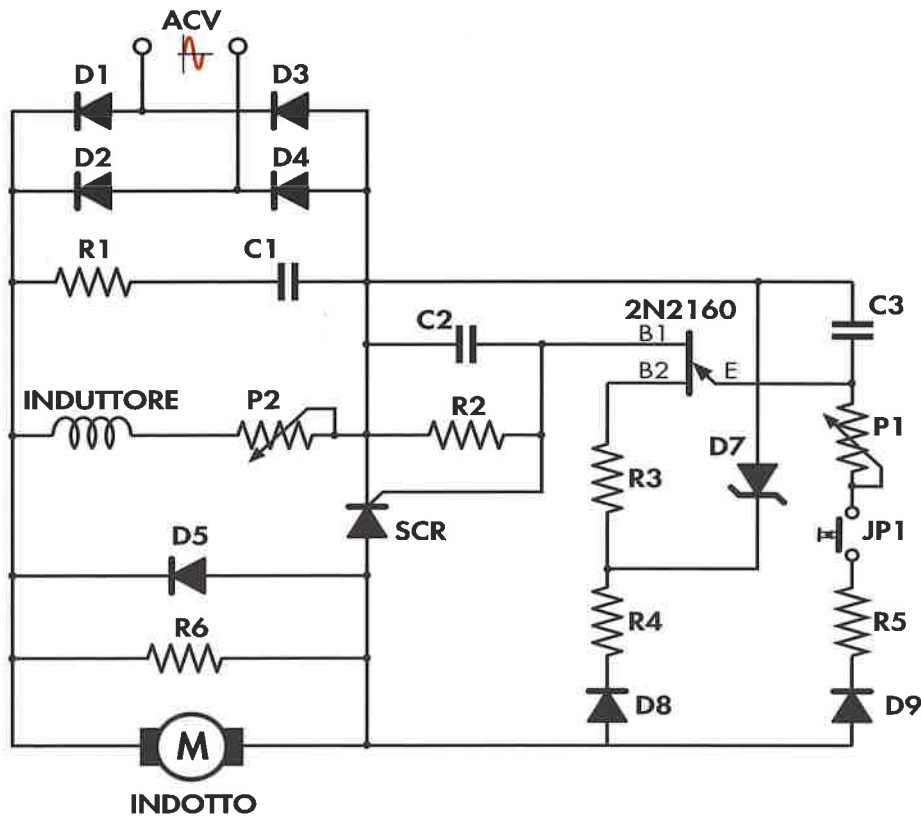 ACV
D1
D3
D2
D4
R1
C1
C3
C2
2N2160
B1
B2
E
INDUTTORE
P2
R2
P1
D7
R3
SCR
JP1
D5
R4
R5
R6
D8
D9
M
INDOTTO